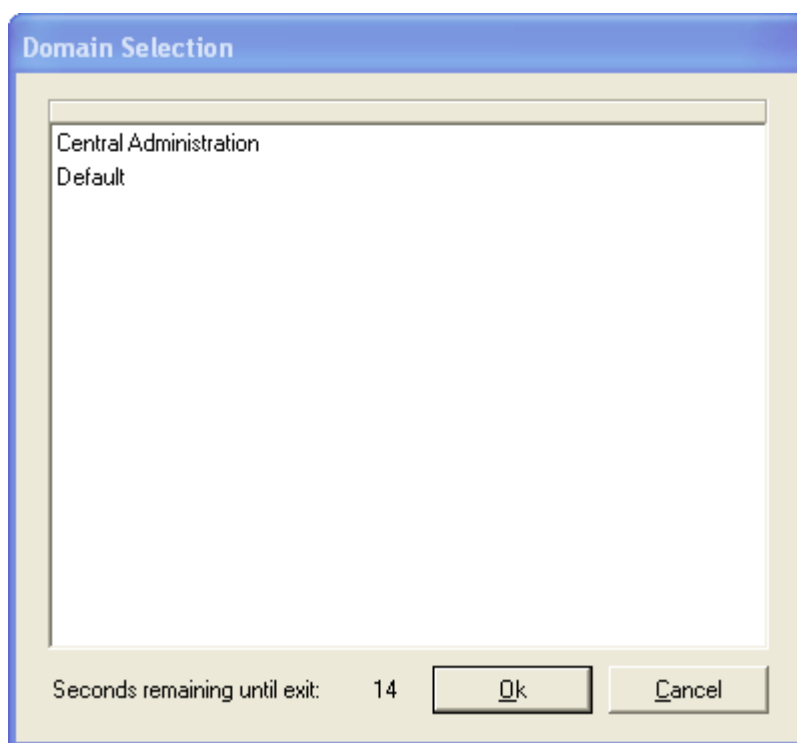 Domain Selection
Central Administration
Default
Seconds remaining until exit: 14 Ok Cancel